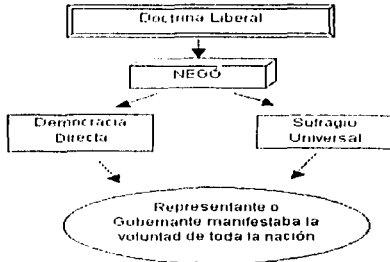 Doctrina Liberal
NEGÓ
Democracia
Directa
Sufragio
Universal
Representante o
Gobernante manifestaba la
voluntad de toda la nación